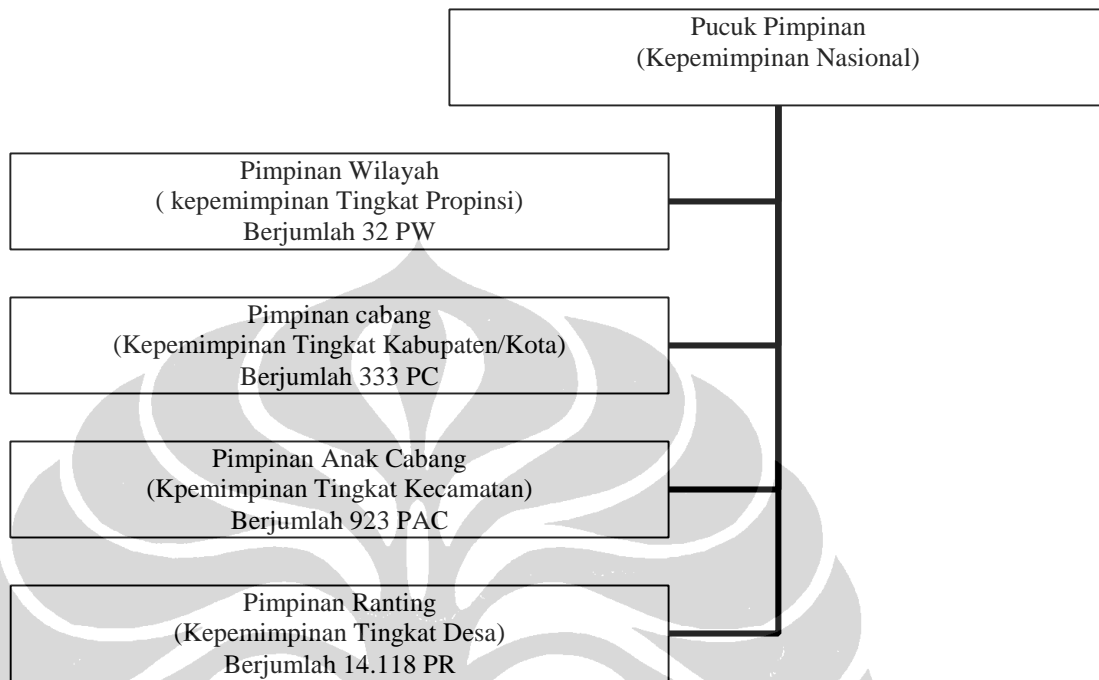 Pucuk Pimpinan
(Kepemimpinan Nasional)
Pimpinan Wilayah
( kepemimpinan Tingkat Propinsi)
Berjumlah 32 PW
Pimpinan cabang
(Kepemimpinan Tingkat Kabupaten/Kota)
Berjumlah 333 PC
Pimpinan Anak Cabang
(Kpemimpinan Tingkat Kecamatan)
Berjumlah 923 PAC
Pimpinan Ranting
(Kepemimpinan Tingkat Desa)
Berjumlah 14.118 PR